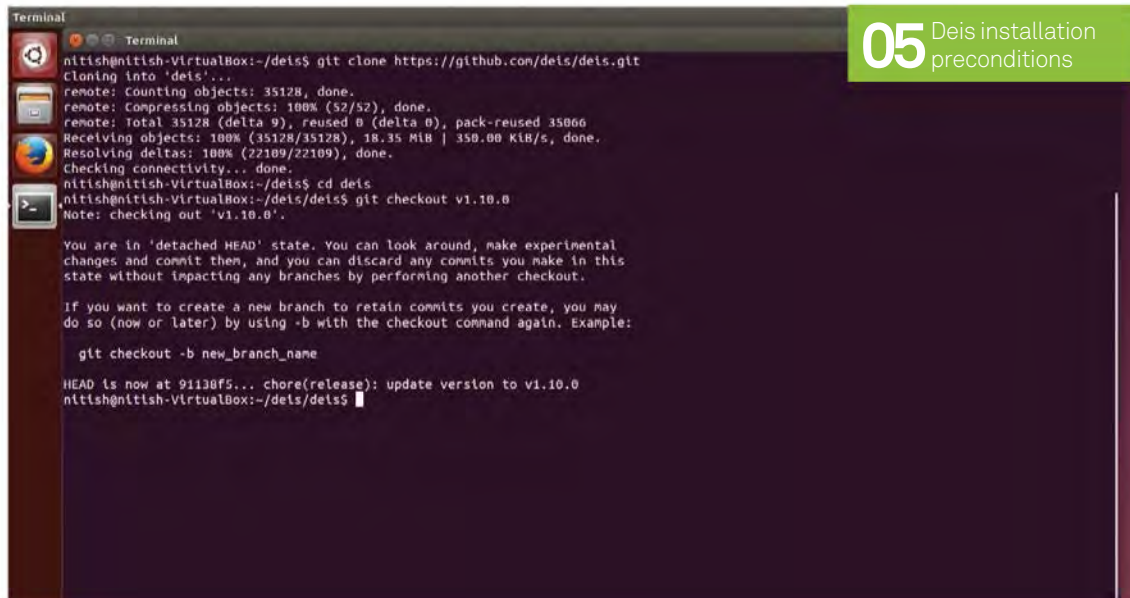 Terminal
Terminal
05 Deis installation
preconditions
nitish@nitish-VirtualBox:~/deis$ git clone https://github.com/deis/deis.git
Cloning into 'deis'...
remote: Counting objects: 35128, done.
remote: Compressing objects: 100% (52/52), done.
remote: Total 35128 (delta 9), reused 0 (delta 0), pack-reused 35066
Receiving objects: 100% (35128/35128), 18.35 MiB | 350.00 KiB/s, done.
Resolving deltas: 100% (22109/22109), done.
Checking connectivity... done.
nitish@nitish-VirtualBox:~/deis$ cd deis
nitish@nitish-VirtualBox:~/deis/deis$ git checkout v1.10.0
Note: checking out 'v1.10.0'.
You are in 'detached HEAD' state. You can look around, make experimental
changes and commit them, and you can discard any commits you make in this
state without impacting any branches by performing another checkout.
If you want to create a new branch to retain commits you create, you may
do so (now or later) by using -b with the checkout command again. Example:
git checkout -b new_branch_name
HEAD is now at 91138f5... chore(release): update version to v1.10.0
nitish@nitish-VirtualBox:~/deis/deis$